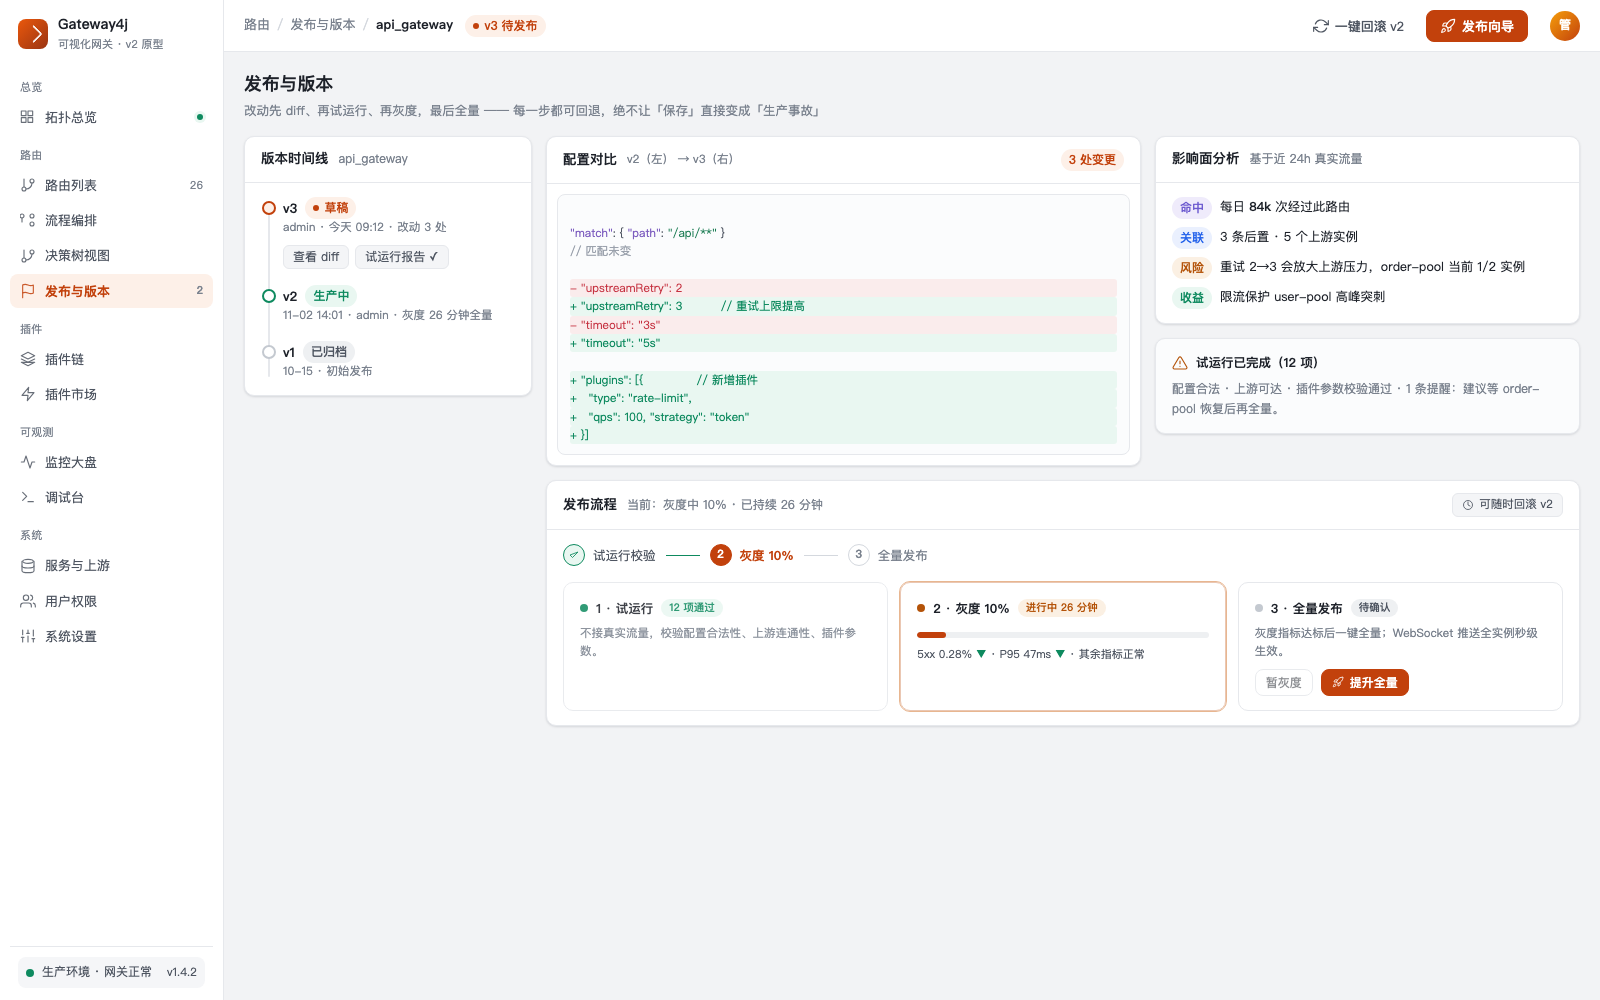 Gateway4j
可视化网关 · v2 原型
总览
拓扑总览
路由
路由列表 26
流程编排
决策树视图
发布与版本 2
插件
插件链
插件市场
可观测
监控大盘
调试台
系统
服务与上游
用户权限
系统设置
生产环境 · 网关正常 v1.4.2
路由 / 发布与版本 / api_gateway v3 待发布
一键回滚 v2
发布向导
管
发布与版本
改动先 diff、再试运行、再灰度，最后全量 —— 每一步都可回退，绝不让「保存」直接变成「生产事故」
版本时间线 api_gateway
v3 草稿
admin · 今天 09:12 · 改动 3 处
查看 diff 试运行报告 ✓
v2 生产中
11-02 14:01 · admin · 灰度 26 分钟全量
v1 已归档
10-15 · 初始发布
配置对比 v2（左） → v3（右） 3 处变更
"match": { "path": "/api/**" }
// 匹配未变
− "upstreamRetry": 2
+ "upstreamRetry": 3 // 重试上限提高
− "timeout": "3s"
+ "timeout": "5s"
+ "plugins": [{ // 新增插件
+ "type": "rate-limit",
+ "qps": 100, "strategy": "token"
+ }]
影响面分析 基于近 24h 真实流量
命中 每日 84k 次经过此路由
关联 3 条后置 · 5 个上游实例
风险 重试 2→3 会放大上游压力，order-pool 当前 1/2 实例
收益 限流保护 user-pool 高峰突刺
试运行已完成（12 项）
配置合法 · 上游可达 · 插件参数校验通过 · 1 条提醒：建议等 order-
pool 恢复后再全量。
发布流程 当前：灰度中 10% · 已持续 26 分钟 可随时回滚 v2
试运行校验 2 灰度 10% 3 全量发布
1 · 试运行 12 项通过
不接真实流量，校验配置合法性、上游连通性、插件参
数。
2 · 灰度 10% 进行中 26 分钟
5xx 0.28% ▼ · P95 47ms ▼ · 其余指标正常
3 · 全量发布 待确认
灰度指标达标后一键全量；WebSocket 推送全实例秒级
生效。
暂灰度 提升全量